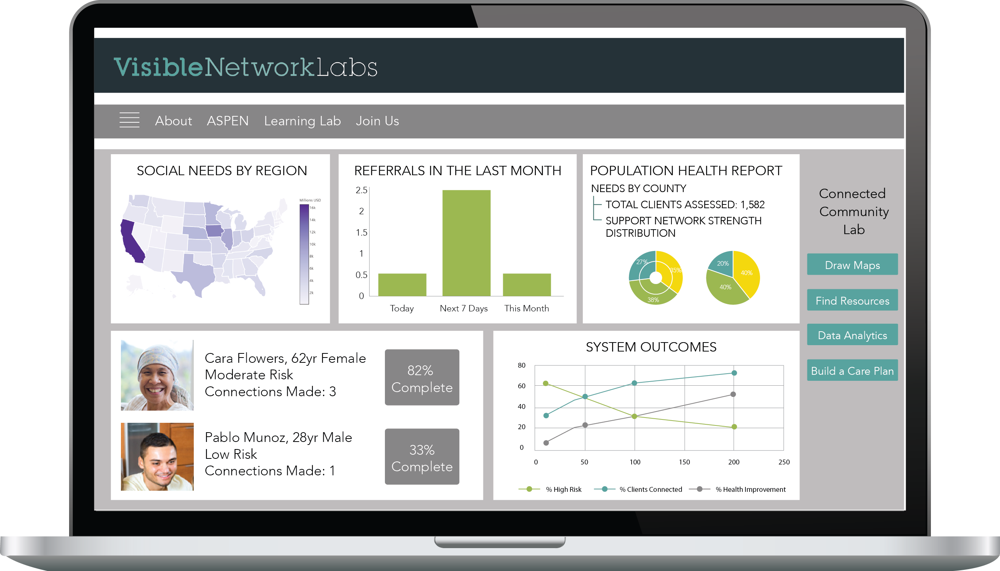 VisibleNetworkLabs
About ASPEN Learning Lab Join Us
SOCIAL NEEDS BY REGION
Millions USD
16k
14k
12k
10k
8k
6k
4k
2k
REFERRALS IN THE LAST MONTH
2.5
2
1.5
1
0.5
0
Today Next 7 Days This Month
POPULATION HEALTH REPORT
NEEDS BY COUNTY
TOTAL CLIENTS ASSESSED: 1,582
SUPPORT NETWORK STRENGTH
DISTRIBUTION
27%
35%
38%
20%
40%
40%
Connected
Community
Lab
Draw Maps
Find Resources
Data Analytics
Build a Care Plan
Cara Flowers, 62yr Female
Moderate Risk
Connections Made: 3
82%
Complete
Pablo Munoz, 28yr Male
Low Risk
Connections Made: 1
33%
Complete
SYSTEM OUTCOMES
80
60
40
20
0
0 50 100 150 200 250
% High Risk % Clients Connected % Health Improvement